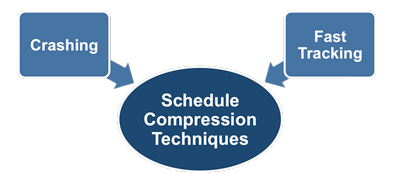 Crashing
Fast
Tracking
Schedule
Compression
Techniques